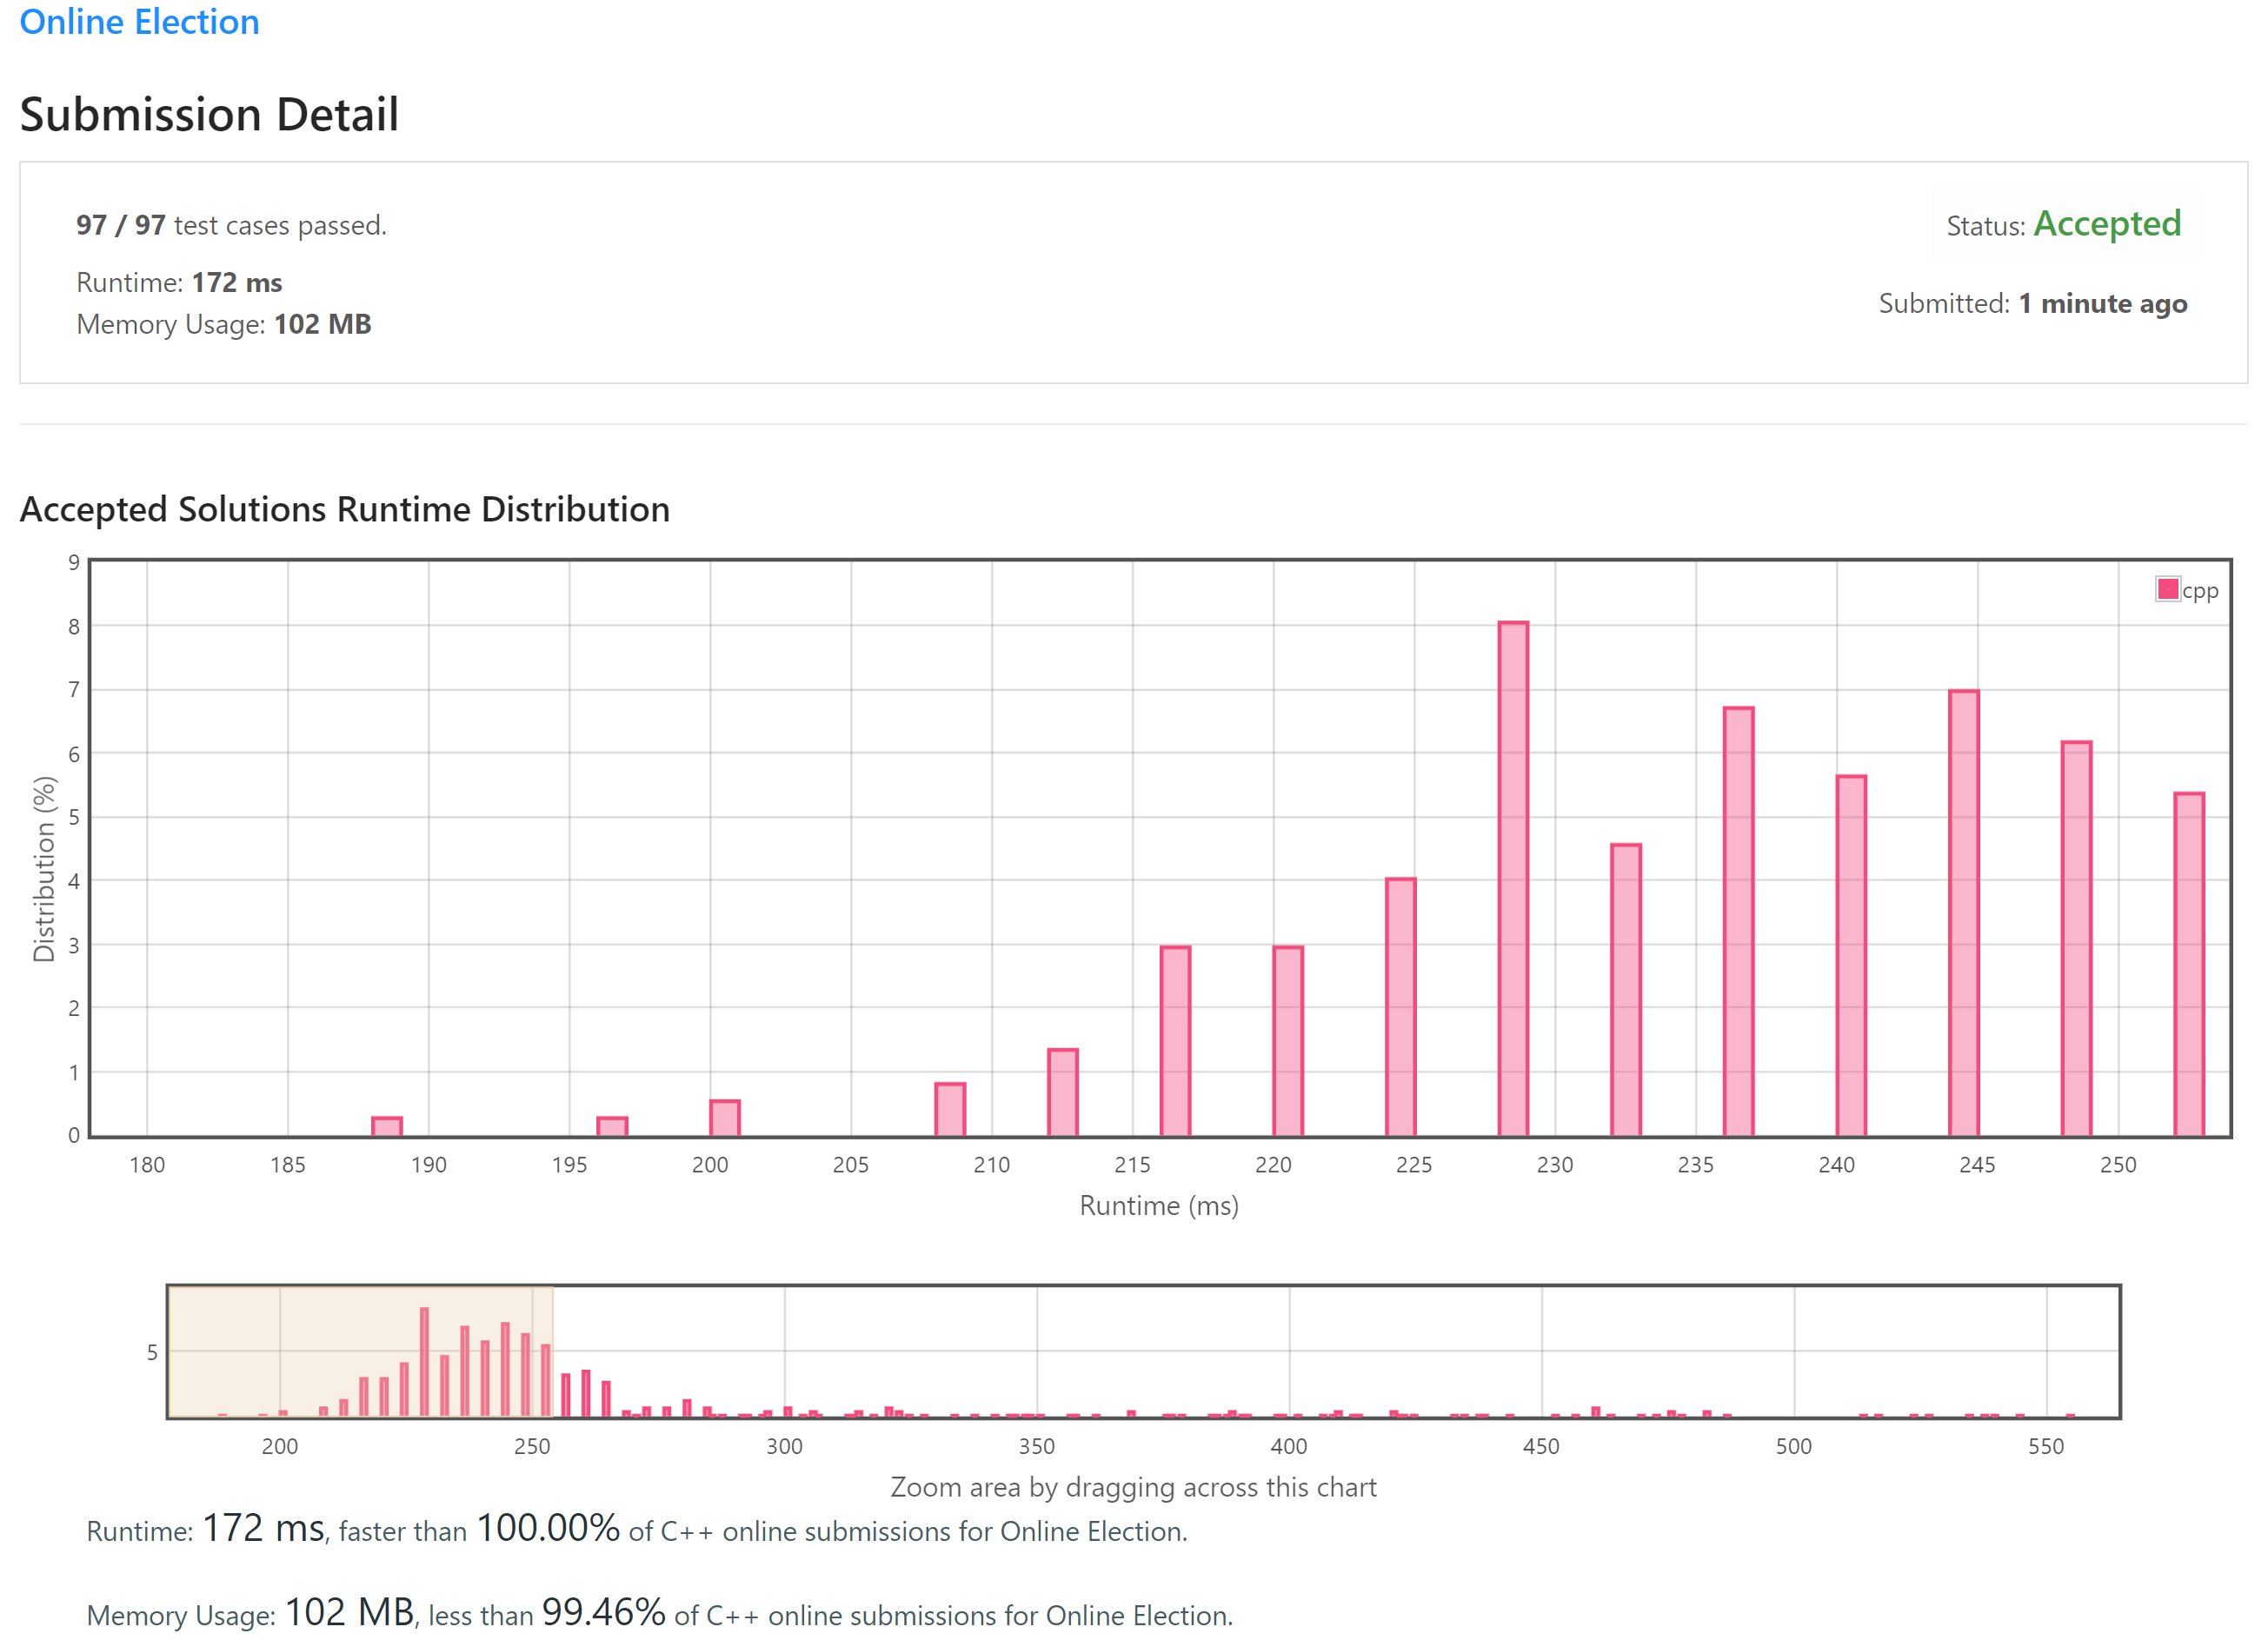 Online Election
Submission Detail
97 / 97 test cases passed.
Status: Accepted
Runtime: 172 ms
Submitted: 1 minute ago
Memory Usage: 102 MB
Accepted Solutions Runtime Distribution
cpp
9
8
7
6
5
4
3
2
1
0
Distribution (%)
180 185 190 195 200 205 210 215 220 225 230 235 240 245 250
Runtime (ms)
5
200 250 300 350 400 450 500 550
Zoom area by dragging across this chart
Runtime: 172 ms, faster than 100.00% of C++ online submissions for Online Election.
Memory Usage: 102 MB, less than 99.46% of C++ online submissions for Online Election.